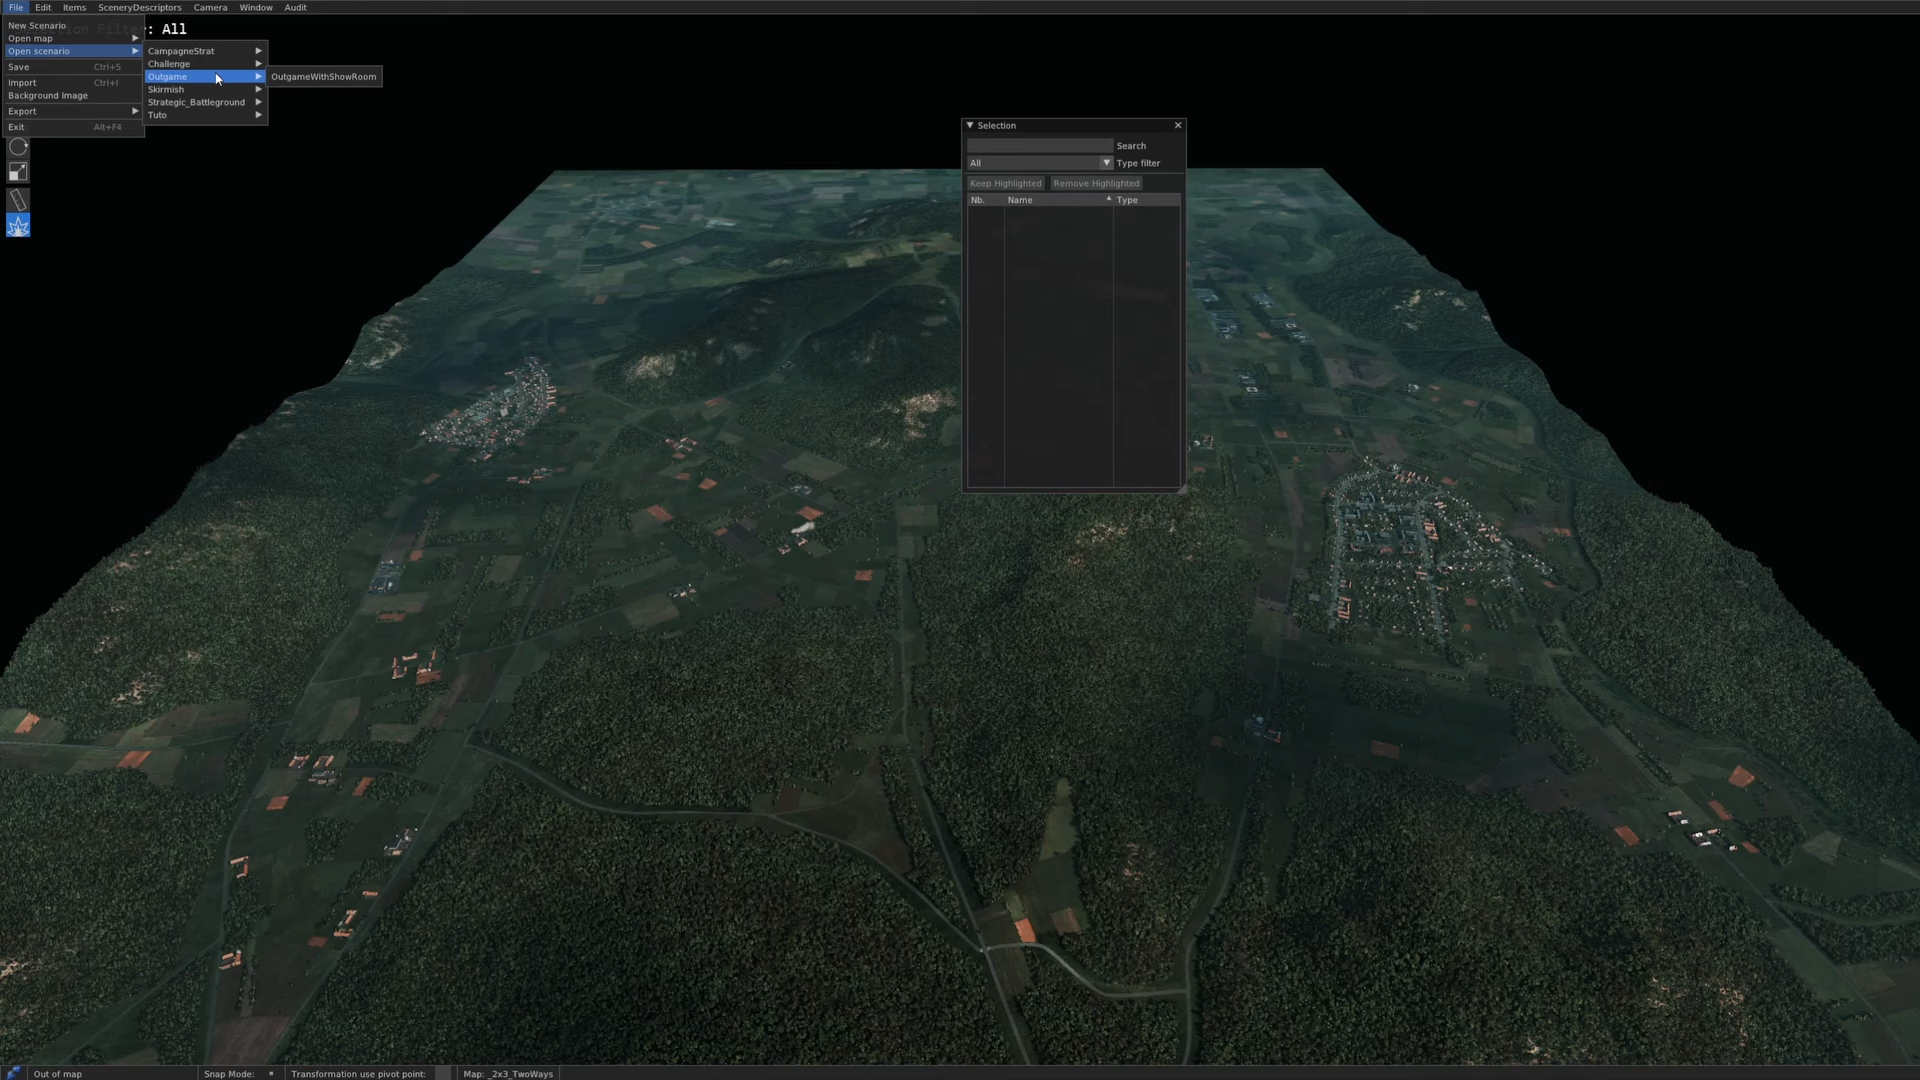 File Edit Items SceneryDescriptors Camera Window Audit
New Scenario
: All
Open map
Open scenario
Save Ctrl+S
Import Ctrl+I
Background Image
Export
Exit Alt+F4
CampagneStrat
Challenge
Outgame
Skirmish
Strategic_Battleground
Tuto
OutgameWithShowRoom
Selection
Search
All Type filter
Keep Highlighted Remove Highlighted
Nb. Name Type
Out of map Snap Mode: Transformation use pivot point: Map: _2x3_TwoWays